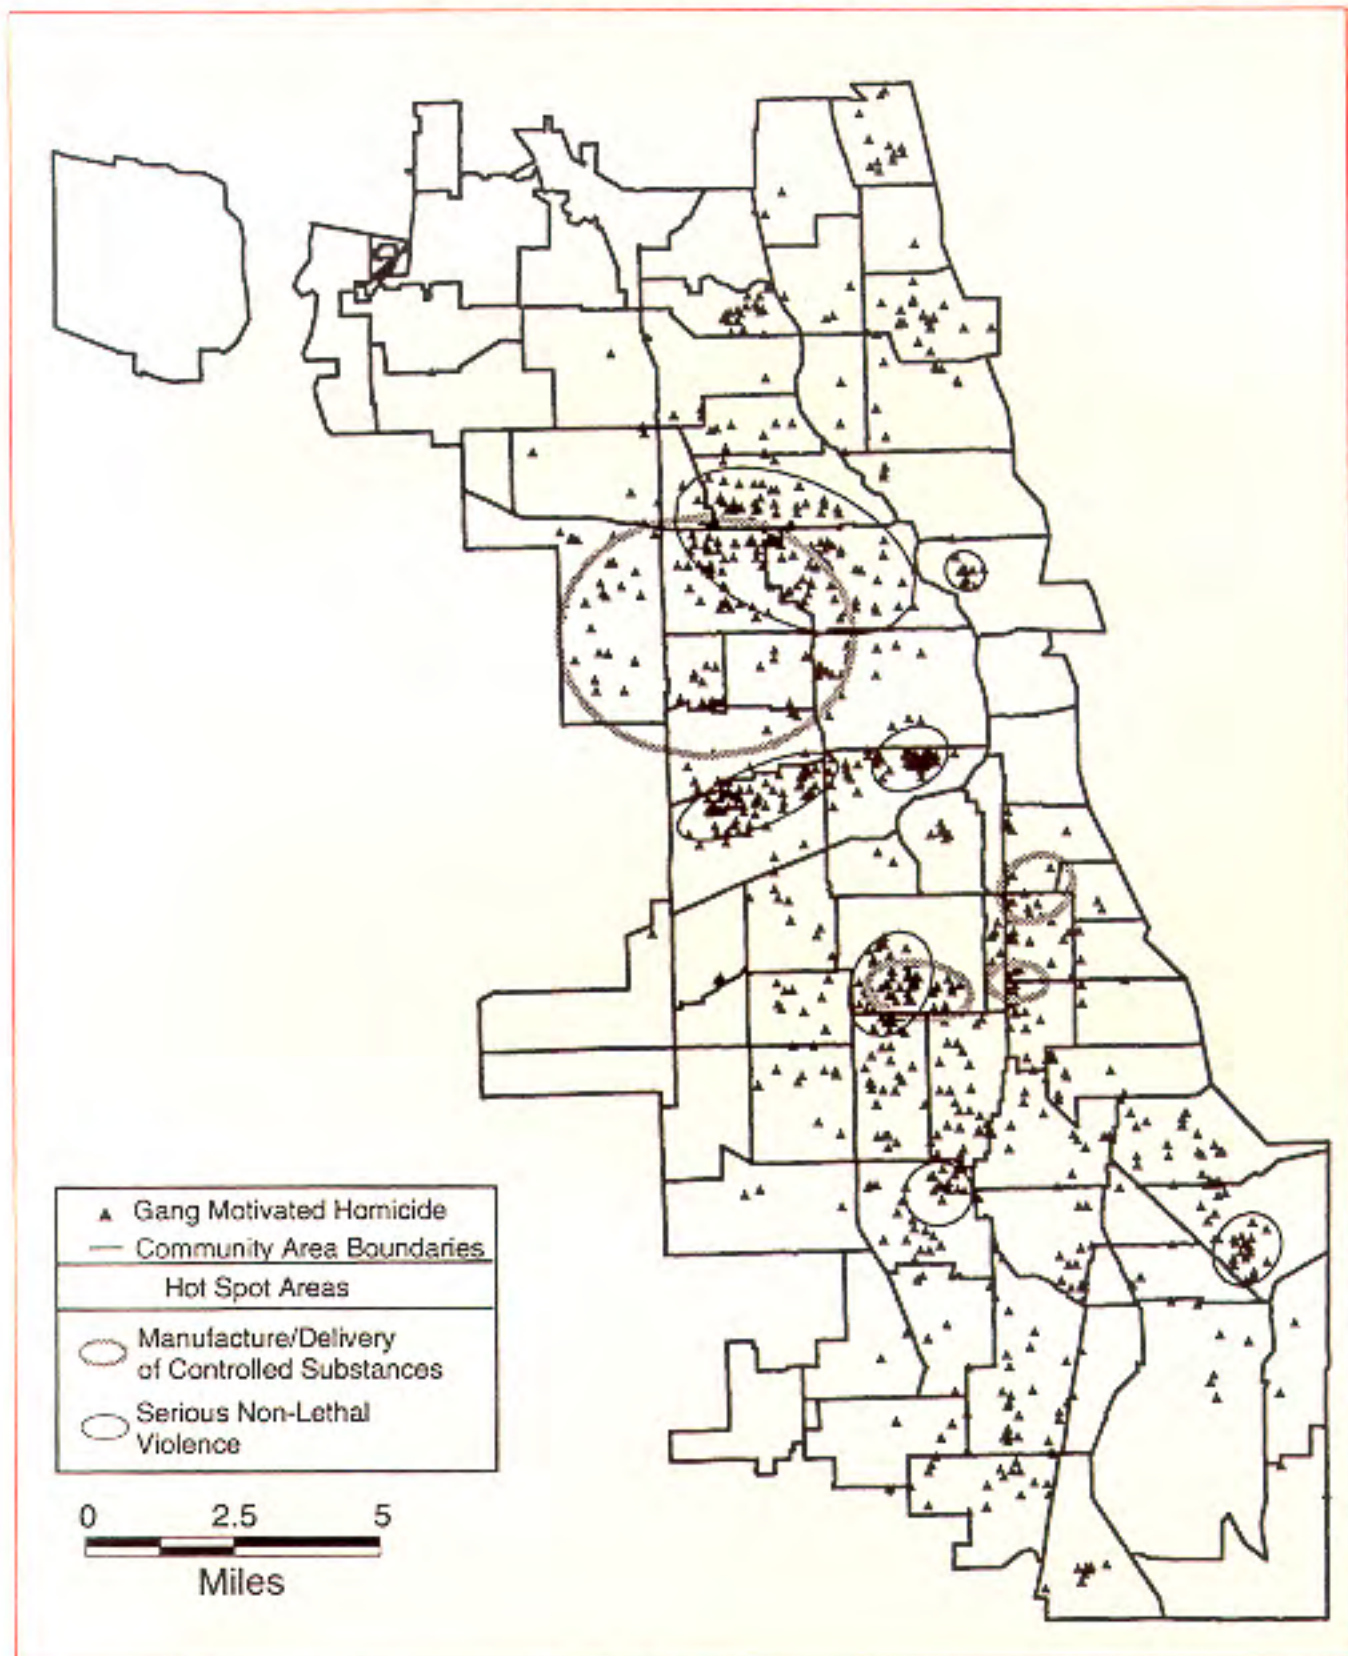 Gang Motivated Homicide
Community Area Boundaries
Hot Spot Areas
Manufacture/Delivery
of Controlled Substances
Serious Non-Lethal
Violence
0 2.5 5
Miles